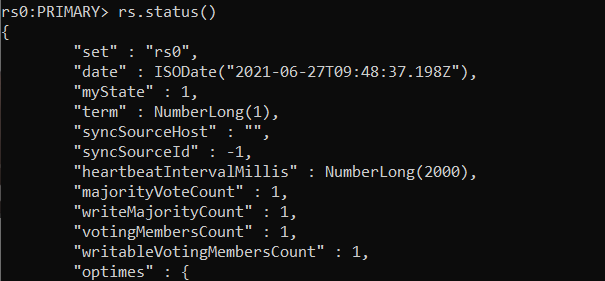 rs0:PRIMARY> rs.status()
{
"set" : "rs0",
"date" : ISODate("2021-06-27T09:48:37.198Z"),
"myState" : 1,
"term" : NumberLong(1),
"syncSourceHost" : "",
"syncSourceId" : -1,
"heartbeatIntervalMillis" : NumberLong(2000),
"majorityVoteCount" : 1,
"writeMajorityCount" : 1,
"votingMembersCount" : 1,
"writableVotingMembersCount" : 1,
"optimes" : {